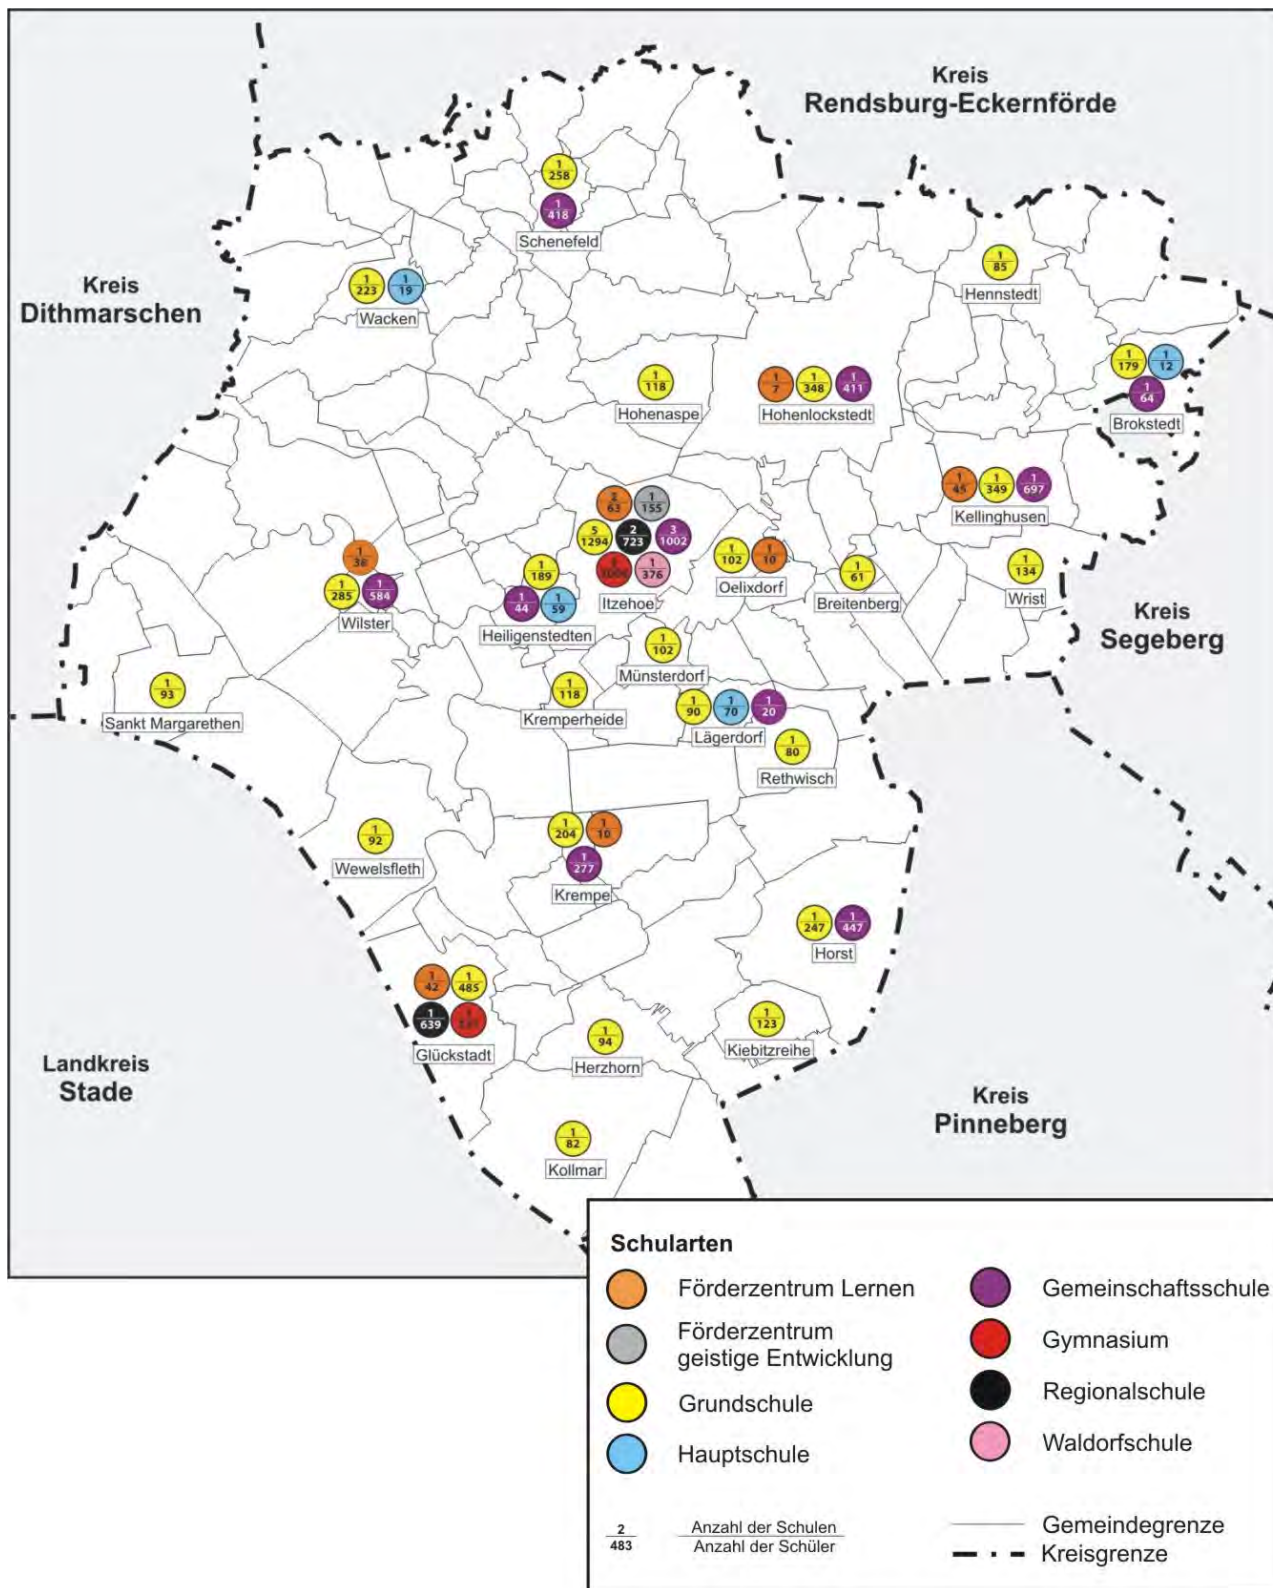 Kreis
Rendsburg-Eckernförde
1
258
1
418
Schenefeld
Kreis
Dithmarschen
1
223
1
19
Wacken
1
85
Hennstedt
1
179
1
12
1
64
Brokstedt
1
118
Hohenaspe
1
7
1
348
1
411
Hohenlockstedt
1
45
1
349
1
697
Kellinghusen
2
63
1
155
5
1294
2
723
3
1002
1
376
Itzehoe
1
102
1
10
Oelixdorf
1
61
Breitenberg
1
134
Wrist
1
38
1
285
1
584
Wilster
1
189
1
44
1
59
Heiligenstedten
Kreis
Segeberg
1
93
Sankt Margarethen
1
102
Münsterdorf
1
118
Kremperheide
1
90
1
70
1
20
Lägerdorf
1
80
Rethwisch
1
92
Wewelsfleth
1
204
1
10
1
277
Krempe
1
247
1
447
Horst
1
42
1
485
1
639
Glückstadt
1
94
Herzhorn
1
123
Kiebitzreihe
Landkreis
Stade
Kreis
Pinneberg
1
82
Kollmar
Schularten
Förderzentrum Lernen
Förderzentrum
geistige Entwicklung
Grundschule
Hauptschule
Gemeinschaftsschule
Gymnasium
Regionalschule
Waldorfschule
2
483
Anzahl der Schulen
Anzahl der Schüler
Gemeindegrenze
Kreisgrenze